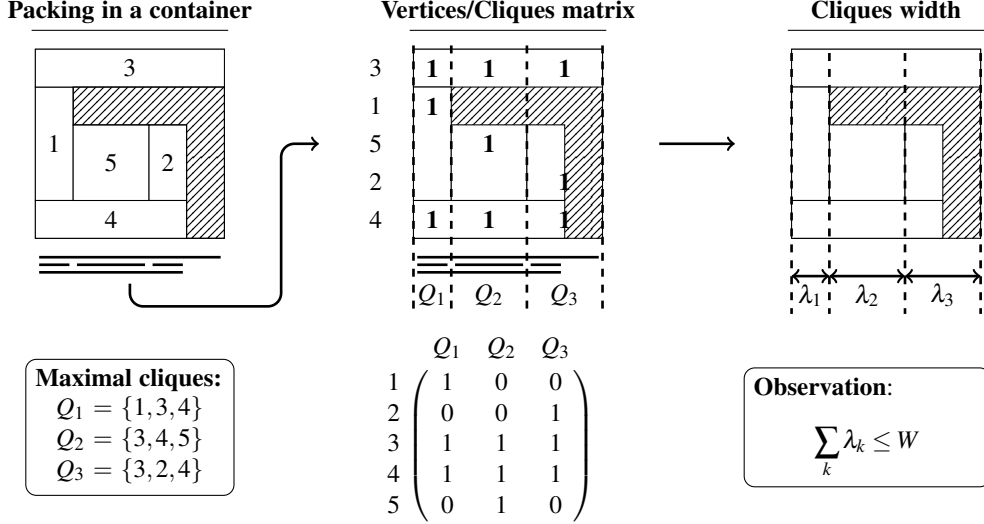 Packing in a container
Vertices/Cliques matrix
Cliques width
3
1
5
2
4
3
1
5
2
4
1 1 1
1
1
1
1 1 1
Q1 Q2 Q3
λ1 λ2 λ3
Maximal cliques:
Q1 = {1,3,4}
Q2 = {3,4,5}
Q3 = {3,2,4}
Q1 Q2 Q3
1 ( 1 0 0 )
2 ( 0 0 1 )
3 ( 1 1 1 )
4 ( 1 1 1 )
5 ( 0 1 0 )
Observation:
∑ λk ≤ W
k